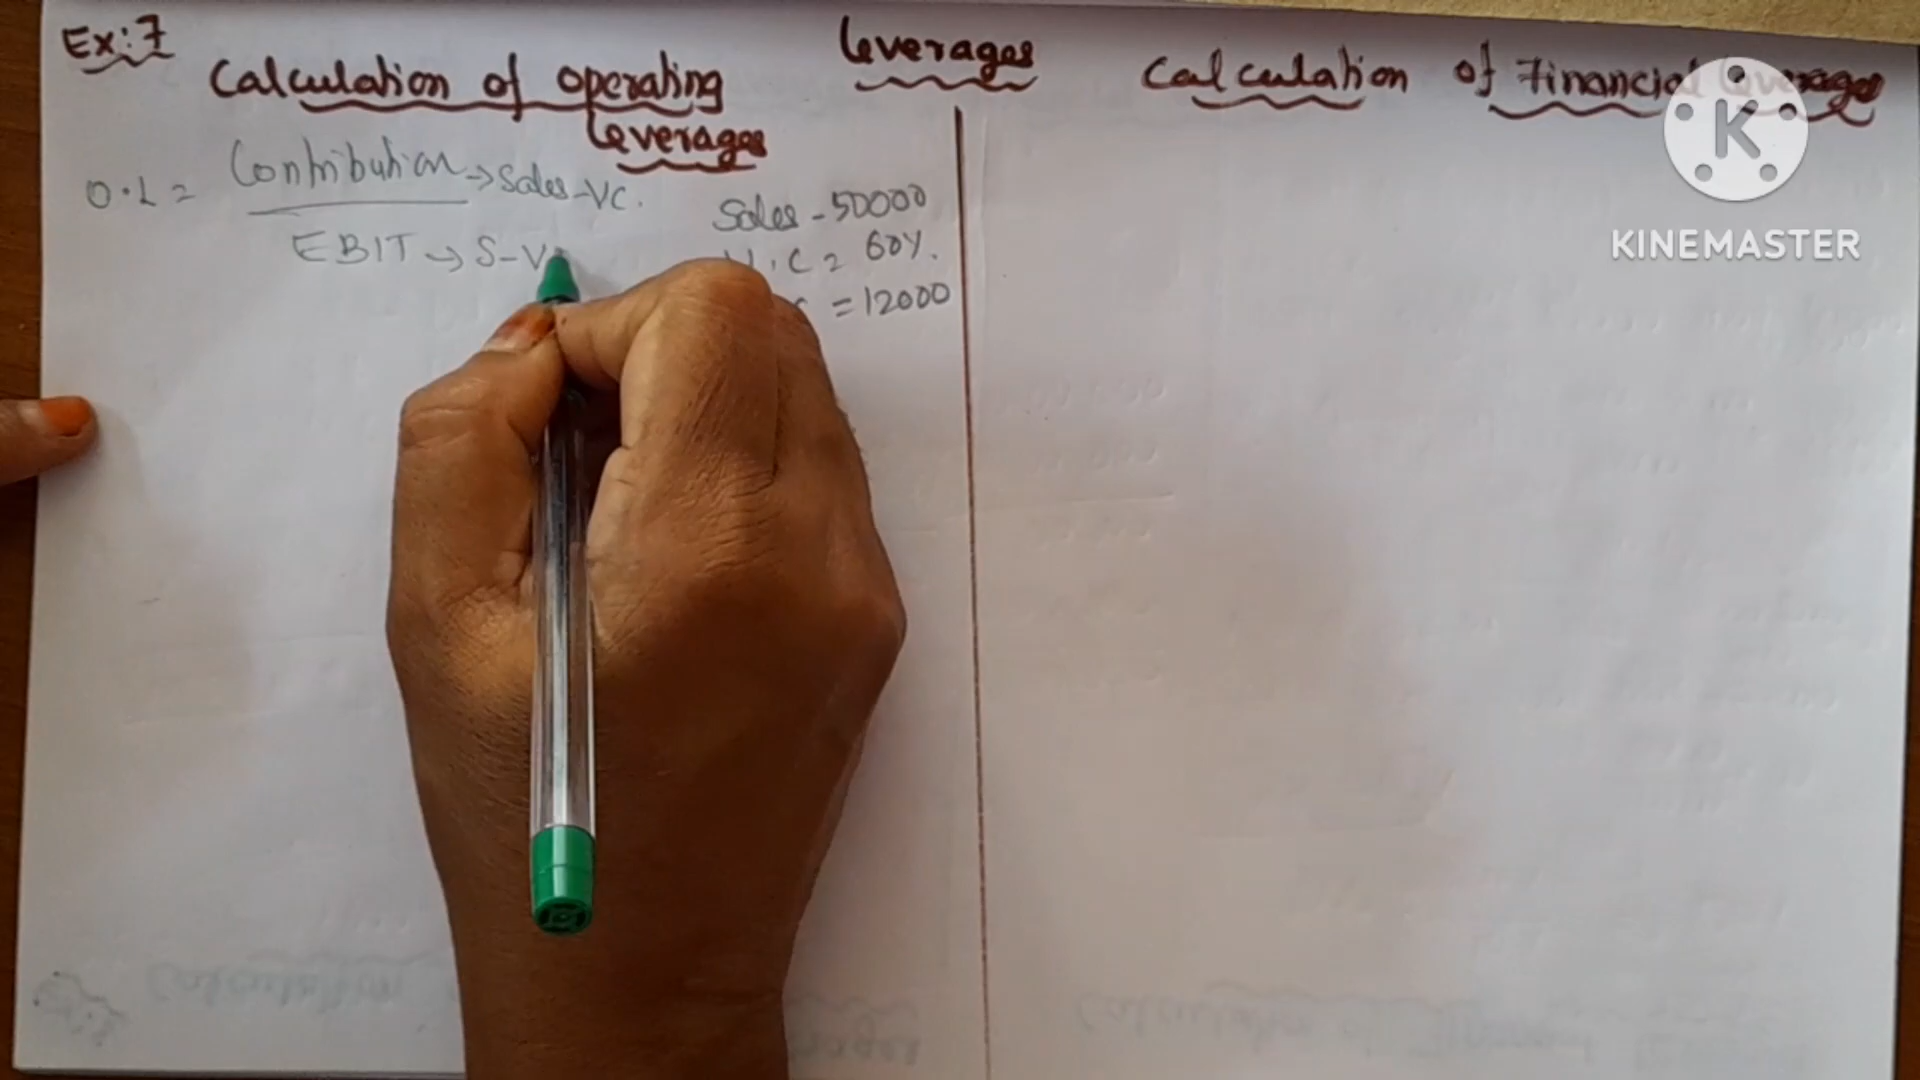 Ex:7
Leverages
Calculation of operating
Leverages
O.L = Contribution → Sales-VC.
EBIT → S-V
Sales - 50000
V.C = 60%.
= 12000
Calculation of Financial Leverages
K
KINEMASTER